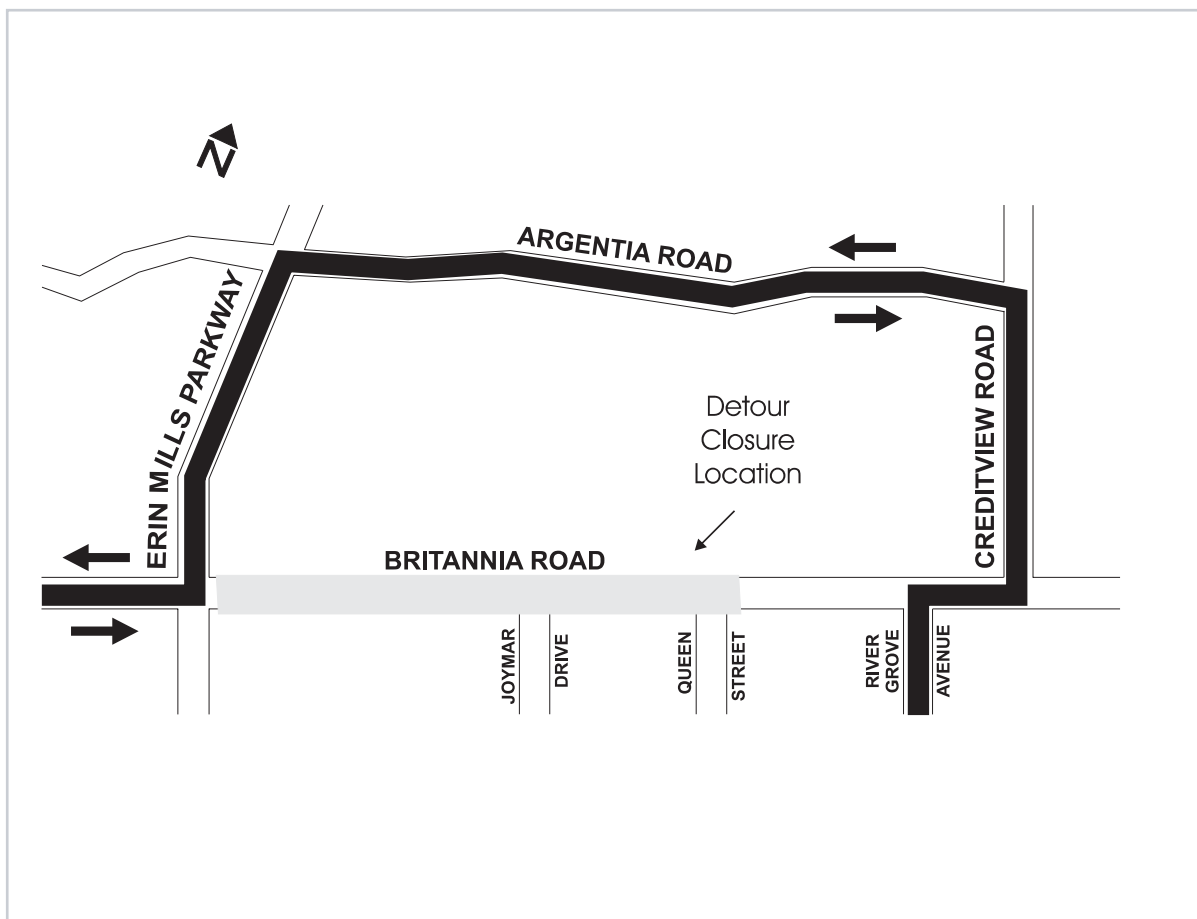 N
ARGENTIA ROAD
ERIN MILLS PARKWAY
CREDITVIEW ROAD
Detour
Closure
Location
BRITANNIA ROAD
JOYMAR
DRIVE
QUEEN
STREET
RIVER
GROVE
AVENUE